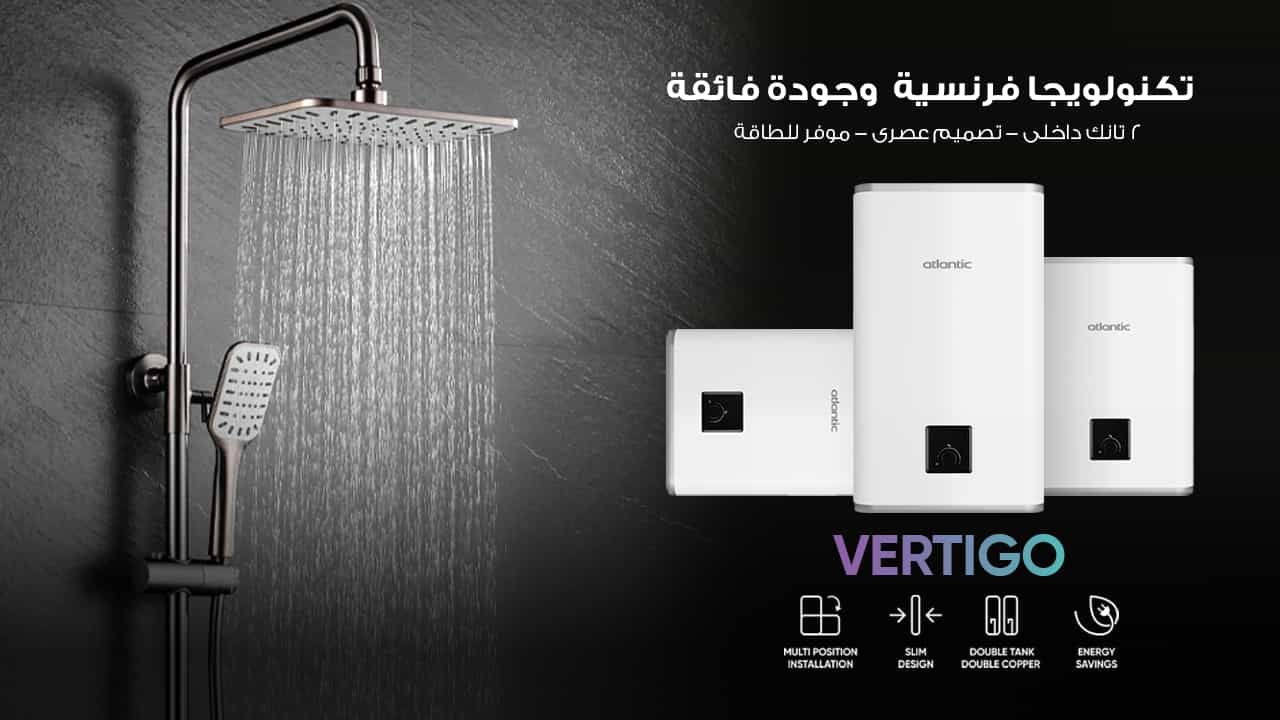 تكنولويجا فرنسية وجودة فائقة
٢ تانك داخلى – تصميم عصرى – موفر للطاقة
atlantic
atlantic
atlantic
VERTIGO
MULTI POSITION
INSTALLATION
SLIM
DESIGN
DOUBLE TANK
DOUBLE COPPER
ENERGY
SAVINGS